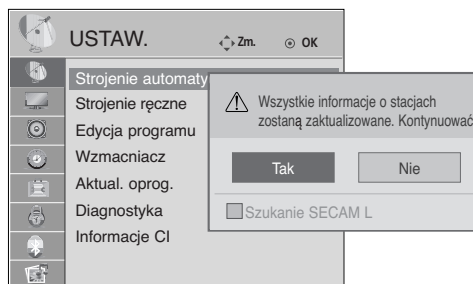 USTAW.
Zm.
OK
Strojenie automaty
Strojenie ręczne
Edycja programu
Wzmacniacz
Aktual. oprog.
Diagnostyka
Informacje CI
Wszystkie informacje o stacjach
zostaną zaktualizowane. Kontynuować
Tak
Nie
Szukanie SECAM L